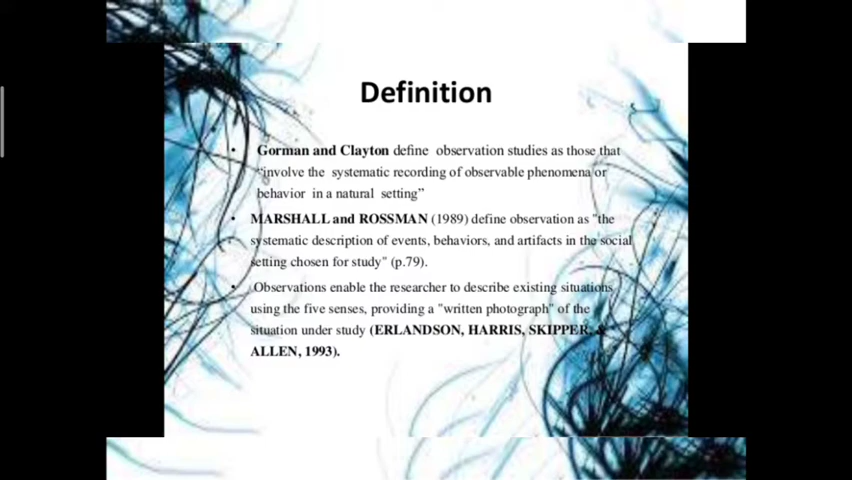 Definition
• Gorman and Clayton define observation studies as those that
“involve the systematic recording of observable phenomena or
behavior in a natural setting”
• MARSHALL and ROSSMAN (1989) define observation as "the
systematic description of events, behaviors, and artifacts in the social
setting chosen for study" (p.79).
• Observations enable the researcher to describe existing situations
using the five senses, providing a "written photograph" of the
situation under study (ERLANDSON, HARRIS, SKIPPER, &
ALLEN, 1993).